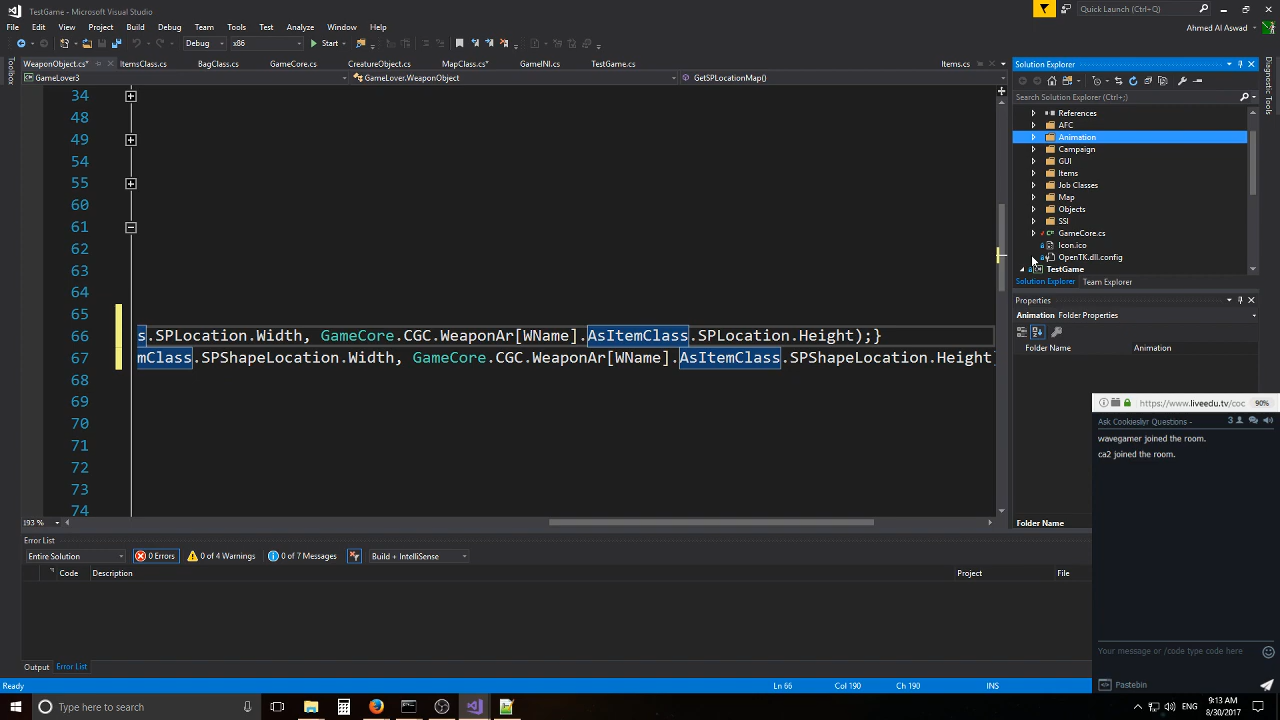 TestGame - Microsoft Visual Studio
Quick Launch (Ctrl+Q)
File Edit View Project Build Debug Team Tools Test Analyze Window Help
Ahmed Al Aswad
Debug x86 Start
WeaponObject.cs* ItemsClass.cs BagClass.cs GameCore.cs CreatureObject.cs MapClass.cs* GameINI.cs TestGame.cs Items.cs
GameLover3 GameLover.WeaponObject GetSPLocationMap()
Toolbox
34
48
49
54
55
60
61
62
63
64
65
66 s.SPLocation.Width, GameCore.CGC.WeaponAr[WName].AsItemClass.SPLocation.Height);}
67 mClass.SPShapeLocation.Width, GameCore.CGC.WeaponAr[WName].AsItemClass.SPShapeLocation.Height)
68
69
70
71
72
73
74
193 %
Solution Explorer
Search Solution Explorer (Ctrl+;)
References
AFC
Animation
Campaign
GUI
Items
Job Classes
Map
Objects
SSI
GameCore.cs
Icon.ico
OpenTK.dll.config
TestGame
Solution Explorer Team Explorer
Diagnostic Tools
Properties
Animation Folder Properties
Folder Name Animation
Folder Name
https://www.liveedu.tv/coc 90%
Ask Cookieslyr Questions - 3
wavegamer joined the room.
ca2 joined the room.
Your message or /code type code here
Pastebin
Error List
Entire Solution 0 Errors 0 of 4 Warnings 0 of 7 Messages Build + IntelliSense
Code Description Project File
Output Error List
Ready Ln 66 Col 190 Ch 190 INS
Type here to search
ENG
9:13 AM
8/30/2017